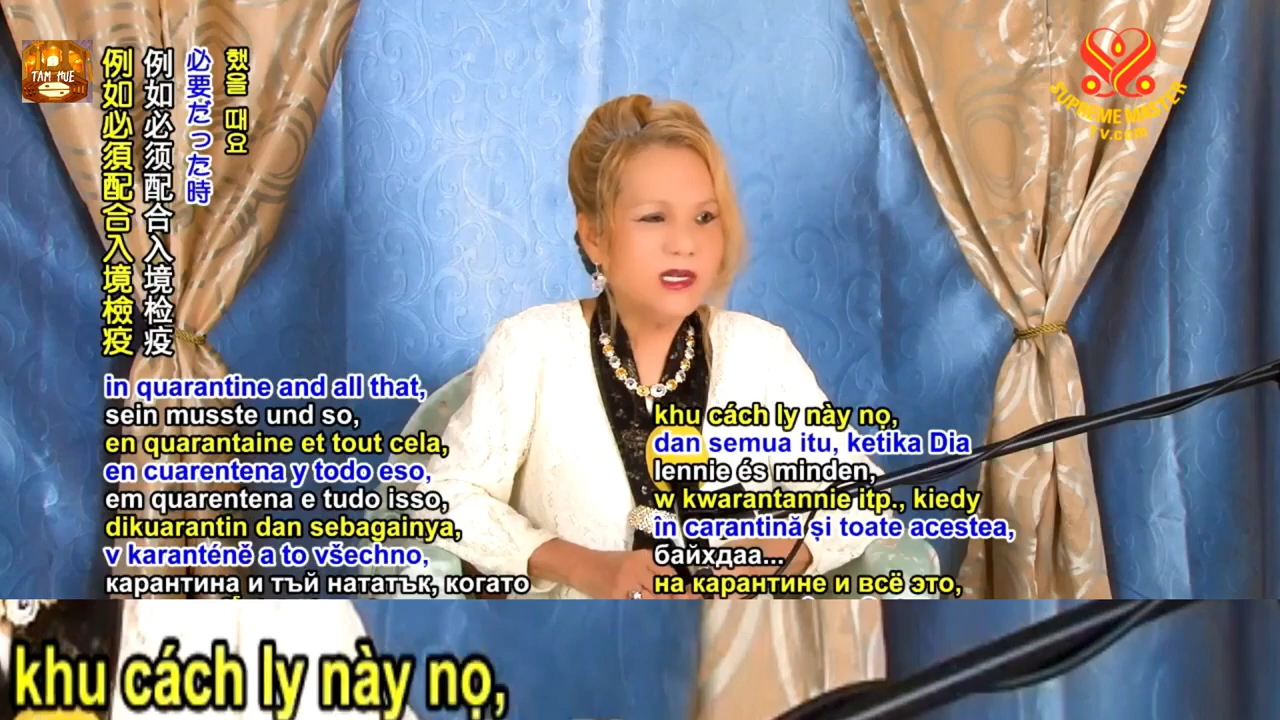 TAM HUE
例如必須配合入境檢疫
例如必须配合入境检疫
必要だった時
했을 때요
SUPREME MASTER
TV.com
in quarantine and all that,
sein musste und so,
en quarantaine et tout cela,
en cuarentena y todo eso,
em quarentena e tudo isso,
dikuarantin dan sebagainya,
v karanténě a to všechno,
карантина и тъй нататък, когато
khu cách ly này nọ,
dan semua itu, ketika Dia
lennie és minden,
w kwarantannie itp., kiedy
în carantină și toate acestea,
байхдаа...
на карантине и всё это,
khu cách ly này nọ,